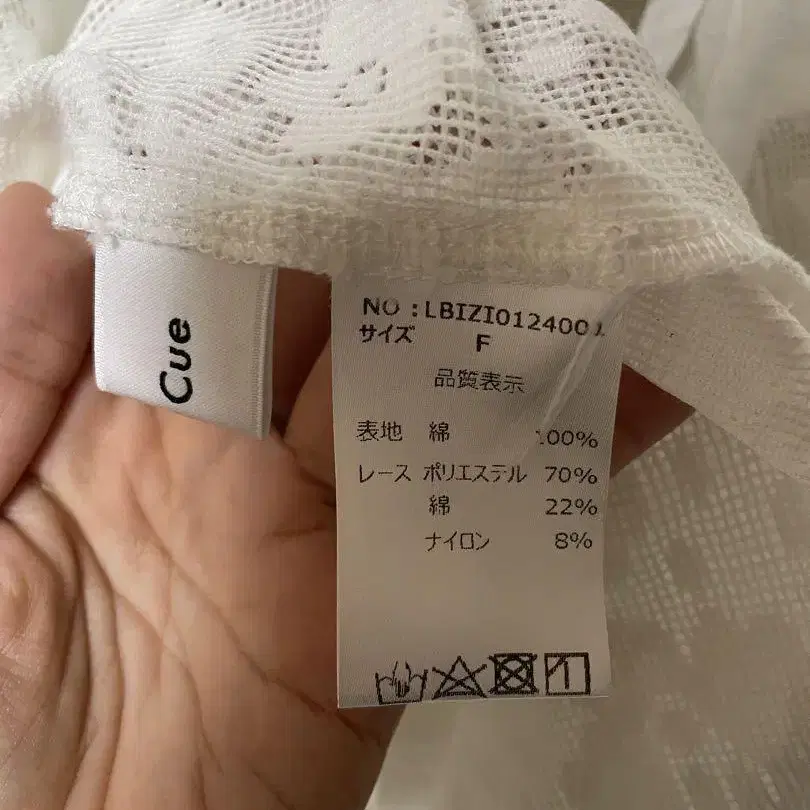 Cue
NO :LBIZI0124001
サイズ F
品質表示
表地 綿 100%
レース ポリエステル 70%
綿 22%
ナイロン 8%